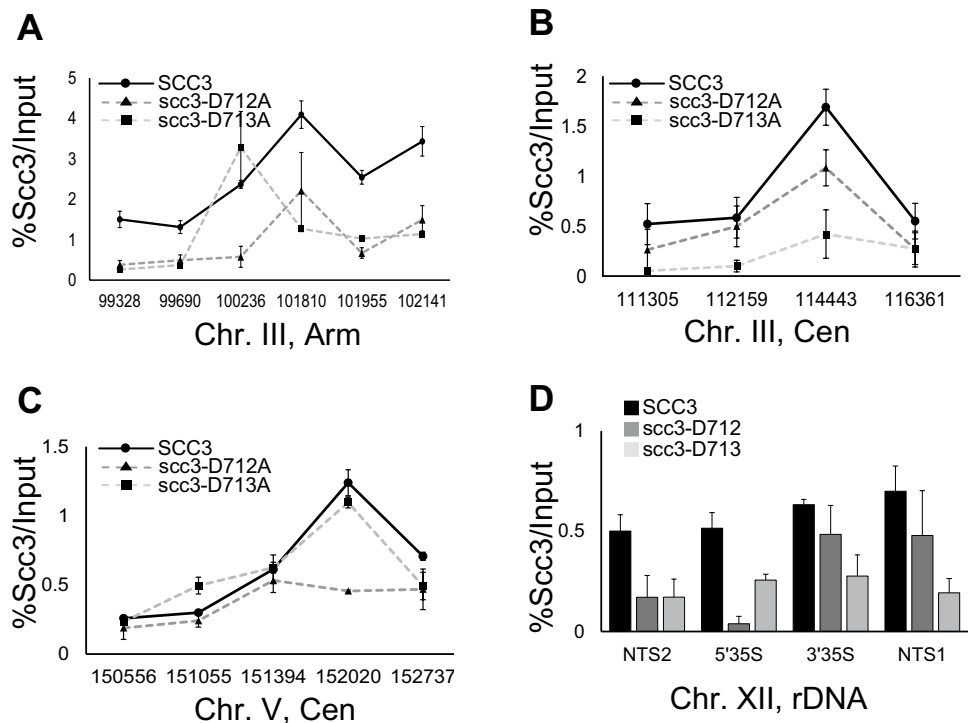 A
%Scc3/Input
5
4
3
2
1
0
SCC3
scc3-D712A
scc3-D713A
99328 99690 100236 101810 101955 102141
Chr. III, Arm
B
%Scc3/Input
2
1.5
1
0.5
0
SCC3
scc3-D712A
scc3-D713A
111305 112159 114443 116361
Chr. III, Cen
C
%Scc3/Input
1.5
1
0.5
0
SCC3
scc3-D712A
scc3-D713A
150556 151055 151394 152020 152737
Chr. V, Cen
D
%Scc3/Input
1
0.5
0
SCC3
scc3-D712
scc3-D713
NTS2 5'35S 3'35S NTS1
Chr. XII, rDNA